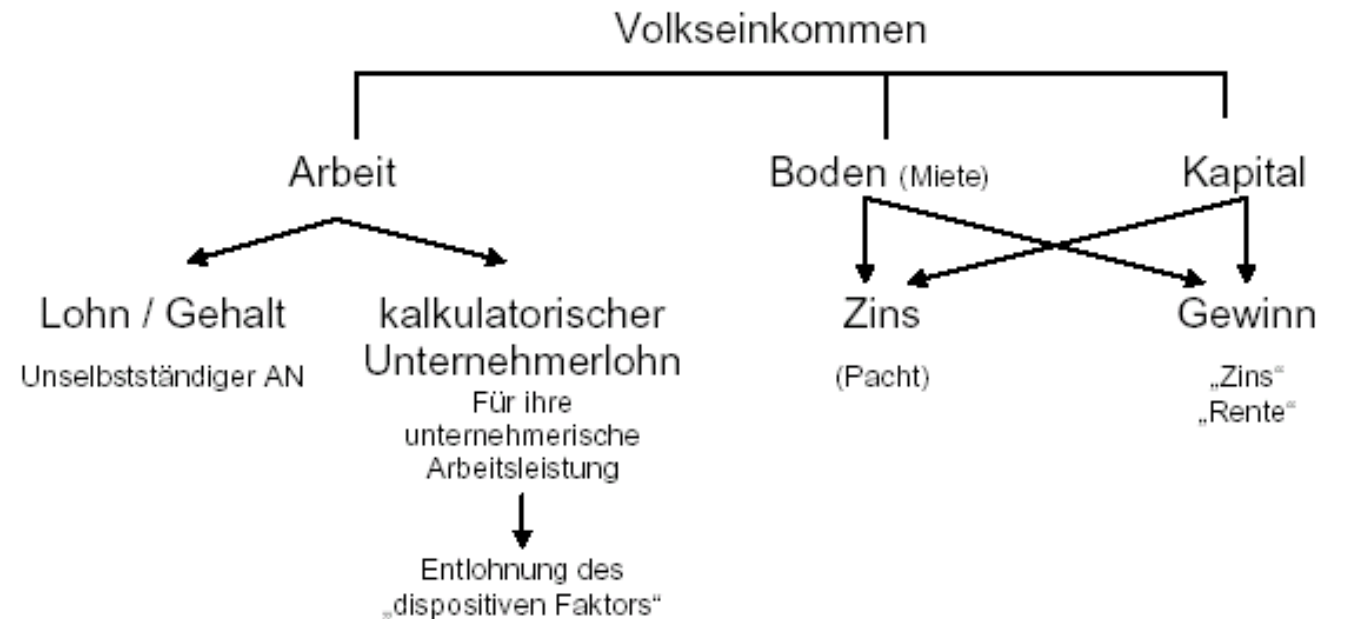 Volkseinkommen
Arbeit
Boden (Miete)
Kapital
Lohn / Gehalt
Unselbstständiger AN
kalkulatorischer
Unternehmerlohn
Für ihre
unternehmerische
Arbeitsleistung
Entlohnung des
„dispositiven Faktors“
Zins
(Pacht)
Gewinn
„Zins“
„Rente“